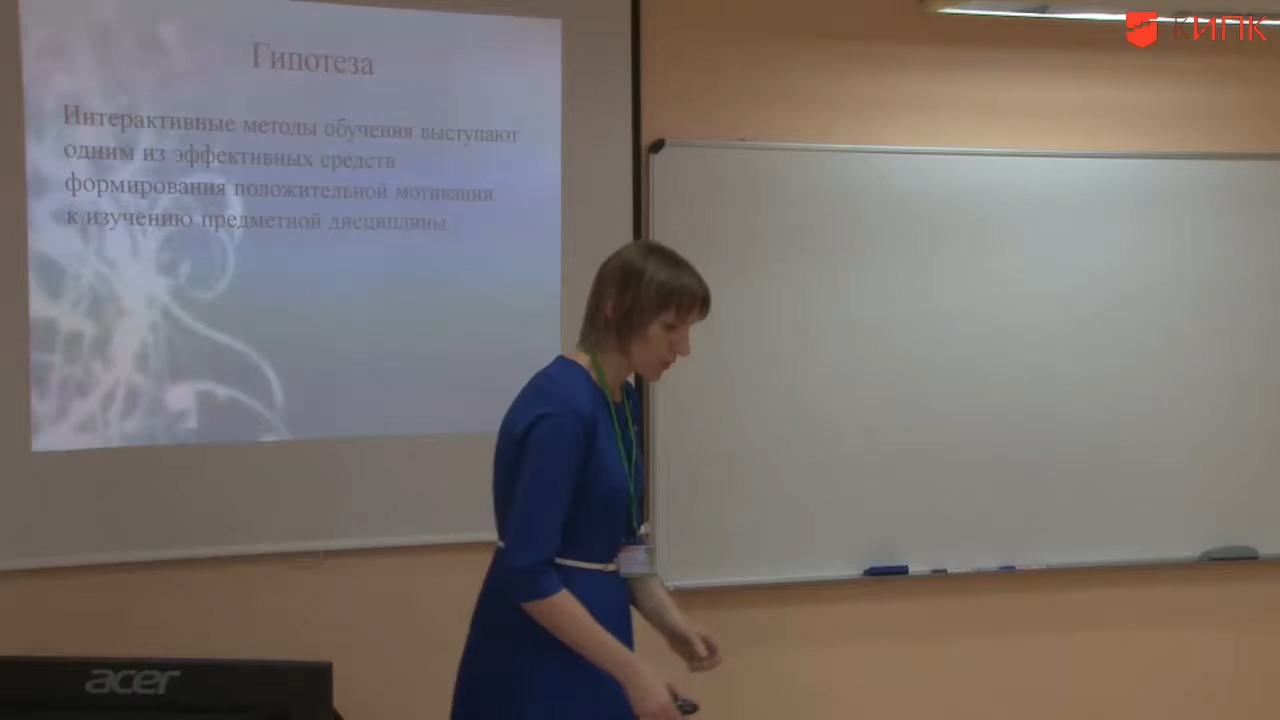 КИПК
Гипотеза
Интерактивные методы обучения выступают
одним из эффективных средств
формирования положительной мотивации
к изучению предметной дисциплины
acer